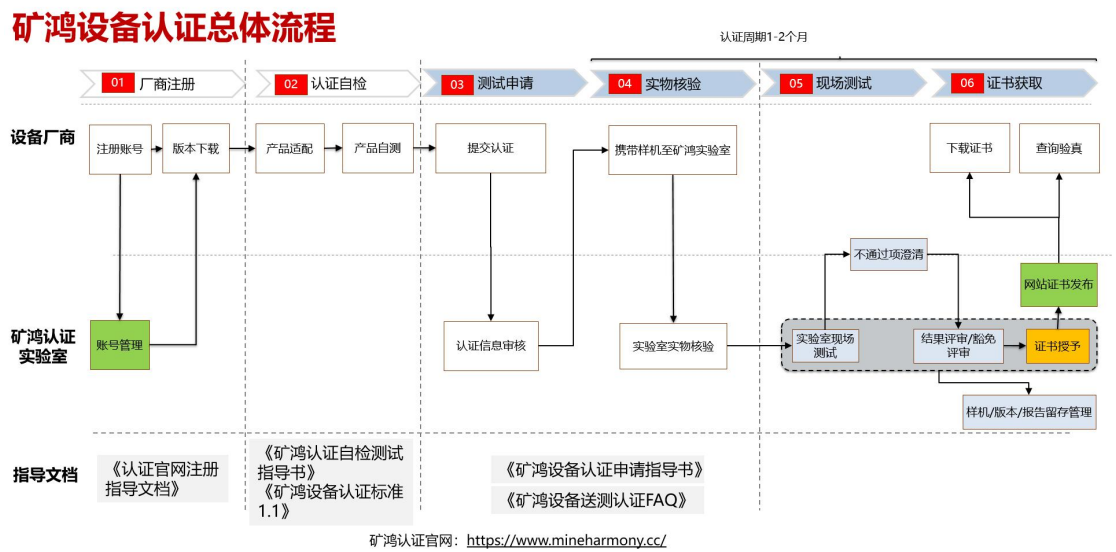 矿鸿设备认证总体流程
认证周期1-2个月
01 厂商注册
02 认证自检
03 测试申请
04 实物核验
05 现场测试
06 证书获取
设备厂商
注册账号
版本下载
产品适配
产品自测
提交认证
携带样机至矿鸿实验室
下载证书
查询验真
不通过项澄清
网站证书发布
矿鸿认证
实验室
账号管理
认证信息审核
实验室实物核验
实验室现场
测试
结果评审/豁免
评审
证书授予
样机/版本/报告留存管理
指导文档
《认证官网注册
指导文档》
《矿鸿认证自检测试
指导书》
《矿鸿设备认证标准
1.1》
《矿鸿设备认证申请指导书》
《矿鸿设备送测认证FAQ》
矿鸿认证官网：https://www.mineharmony.cc/